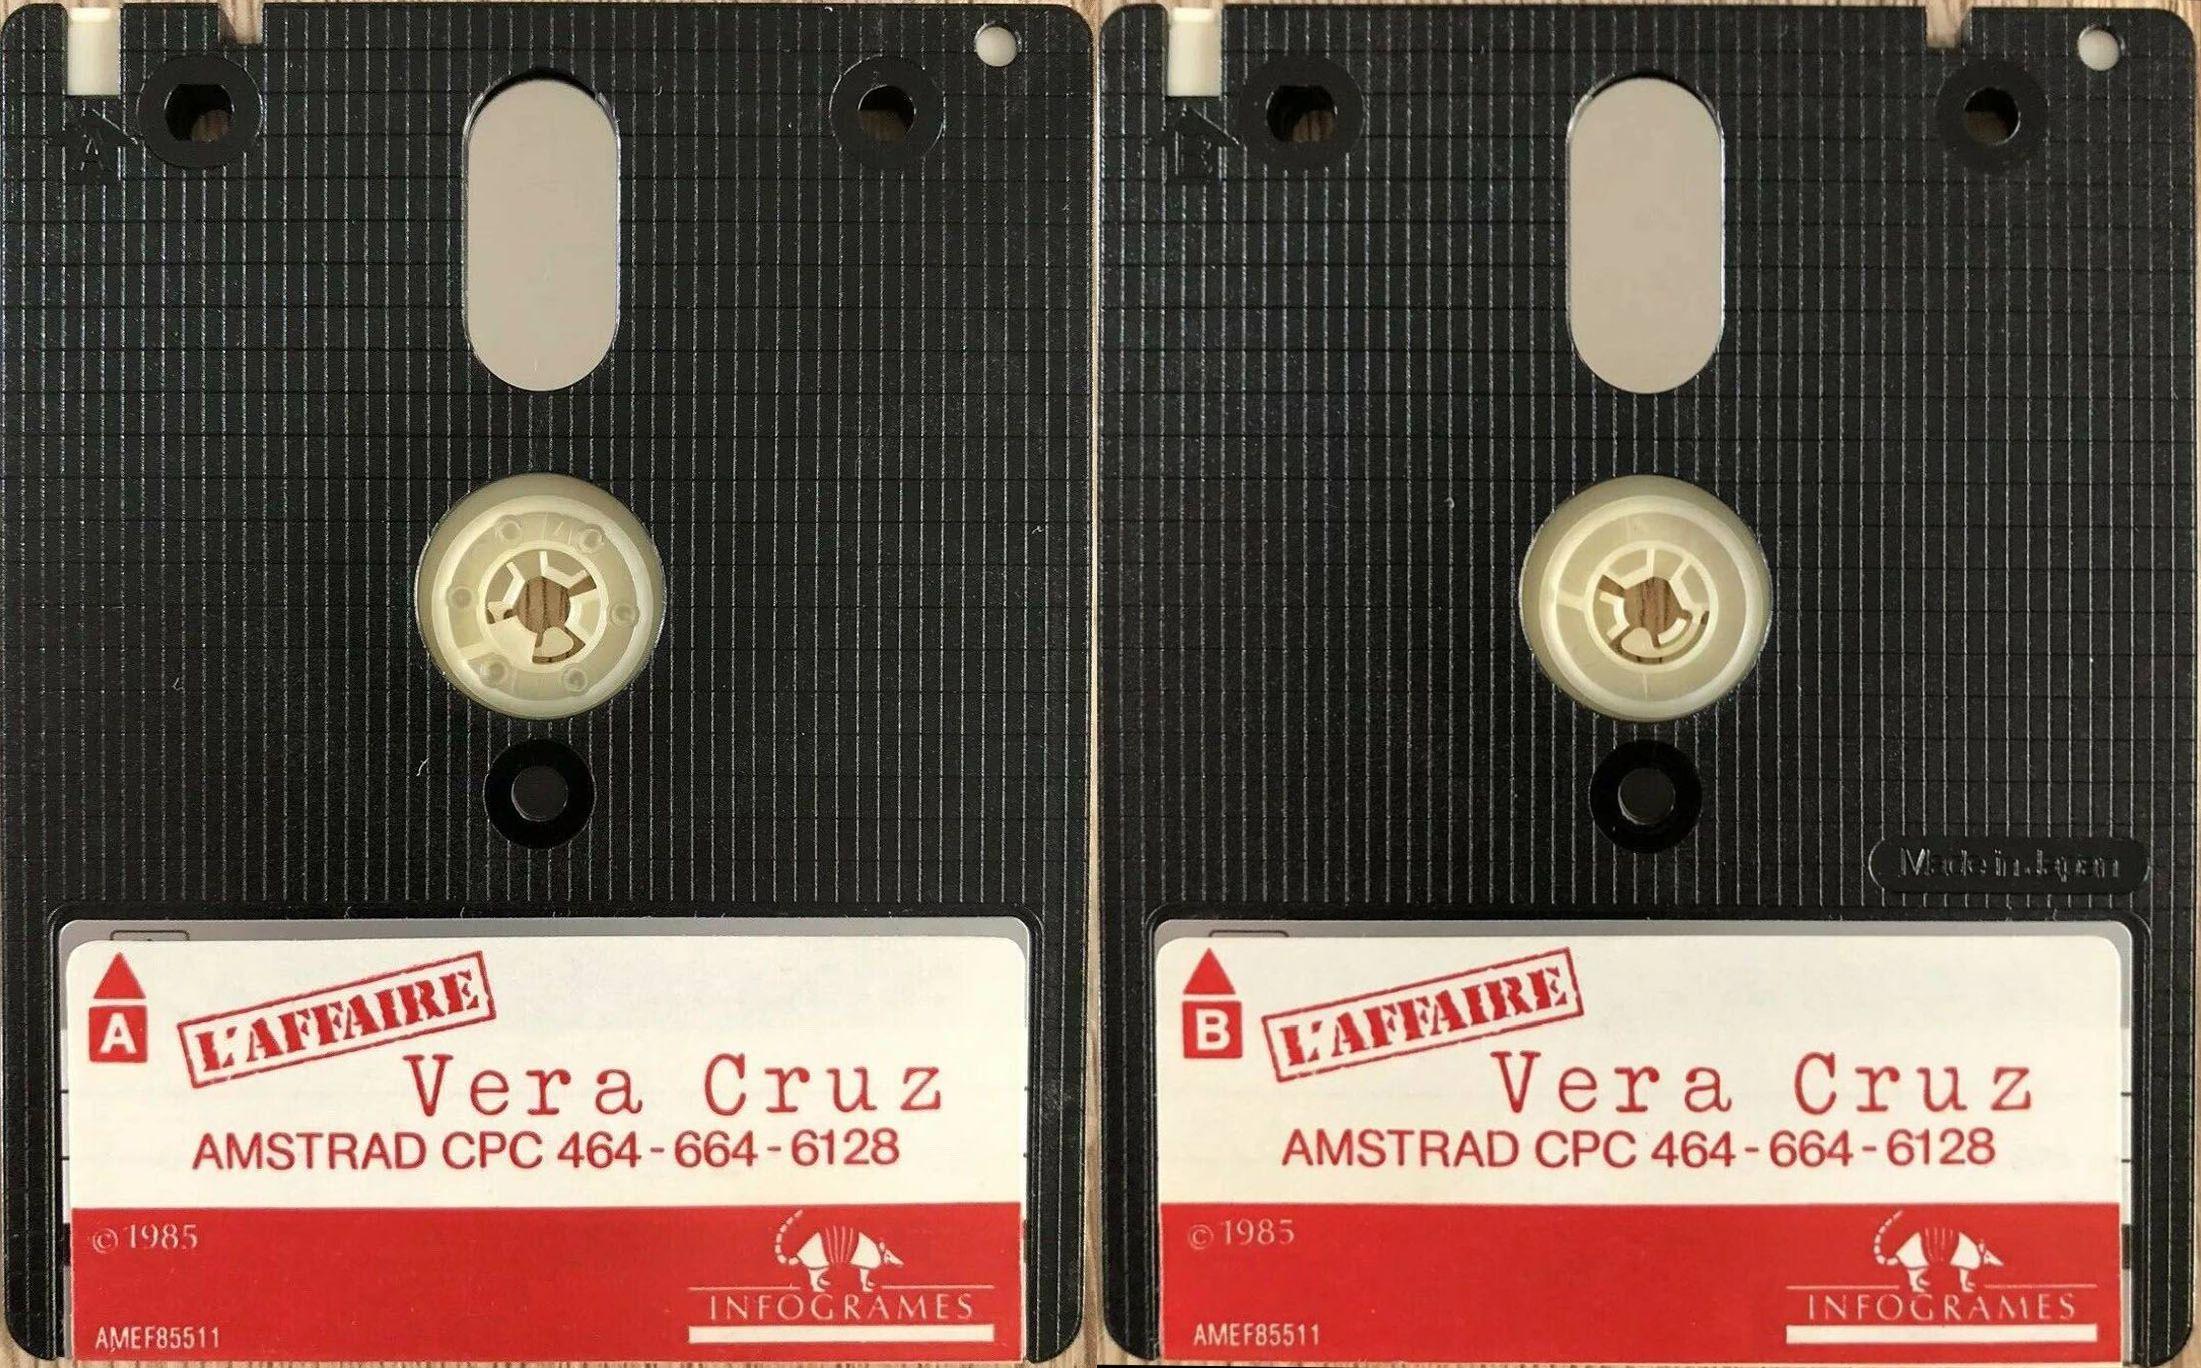 A
A
L'AFFAIRE
Vera Cruz
AMSTRAD CPC 464-664-6128
© 1985
INFOGRAMES
AMEF85511
B
Made in Japan
B
L'AFFAIRE
Vera Cruz
AMSTRAD CPC 464-664-6128
© 1985
INFOGRAMES
AMEF85511